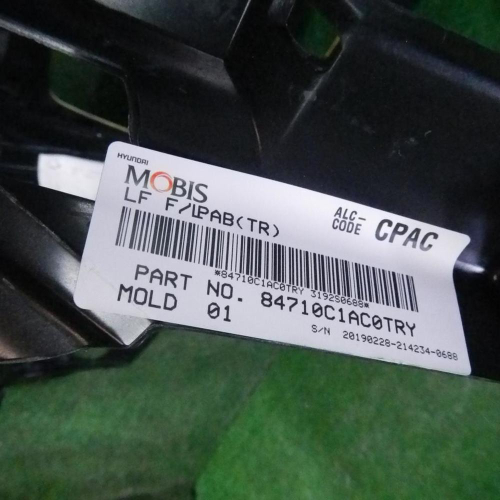 HYUNDAI
MOBIS
LF F/LPAB(TR)
ALC-
CODE CPAC
*84710C1AC0TRY 3192S0688*
PART NO. 84710C1AC0TRY
MOLD 01
S/N 20190228-214234-0688